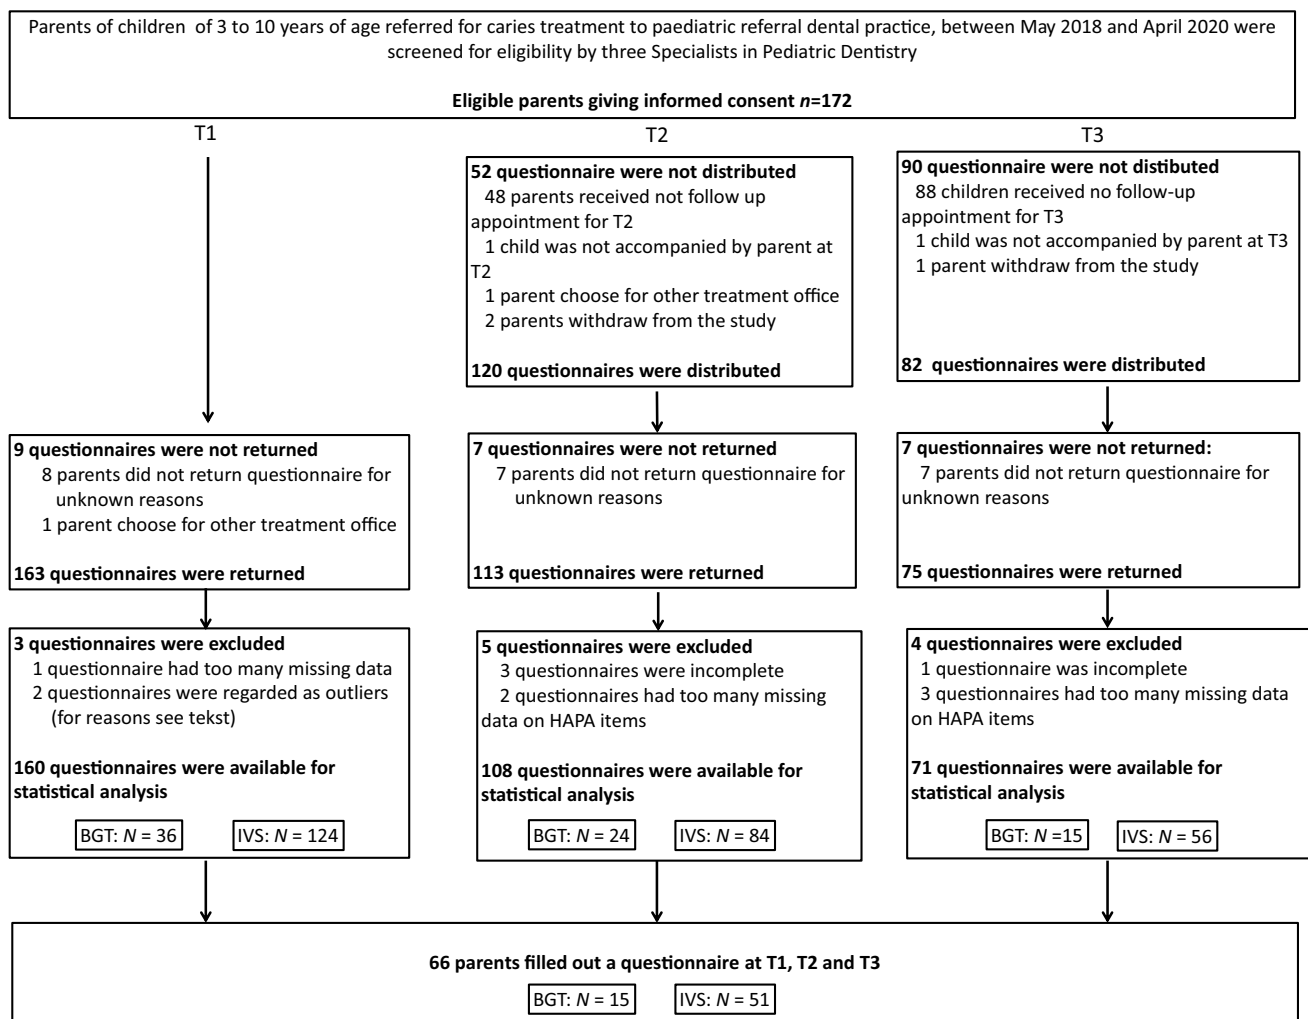 Parents of children of 3 to 10 years of age referred for caries treatment to paediatric referral dental practice, between May 2018 and April 2020 were
screened for eligibility by three Specialists in Pediatric Dentistry
Eligible parents giving informed consent n=172
T1
T2
T3
52 questionnaire were not distributed
48 parents received not follow up
appointment for T2
1 child was not accompanied by parent at
T2
1 parent choose for other treatment office
2 parents withdraw from the study
120 questionnaires were distributed
90 questionnaire were not distibuted
88 children received no follow-up
appointment for T3
1 child was not accompanied by parent at T3
1 parent withdraw from the study
82 questionnaires were distributed
9 questionnaires were not returned
8 parents did not return questionnaire for
unknown reasons
1 parent choose for other treatment office
163 questionnaires were returned
7 questionnaires were not returned
7 parents did not return questionnaire for
unknown reasons
113 questionnaires were returned
7 questionnaires were not returned:
7 parents did not return questionnaire for
unknown reasons
75 questionnaires were returned
3 questionnaires were excluded
1 questionnaire had too many missing data
2 questionnaires were regarded as outliers
(for reasons see tekst)
160 questionnaires were available for
statistical analysis
BGT: N = 36
IVS: N = 124
5 questionnaires were excluded
3 questionnaires were incomplete
2 questionnaires had too many missing
data on HAPA items
108 questionnaires were available for
statistical analysis
BGT: N = 24
IVS: N = 84
4 questionnaires were excluded
1 questionnaire was incomplete
3 questionnaires had too many missing data
on HAPA items
71 questionnaires were available for
statistical analysis
BGT: N =15
IVS: N = 56
66 parents filled out a questionnaire at T1, T2 and T3
BGT: N = 15
IVS: N = 51